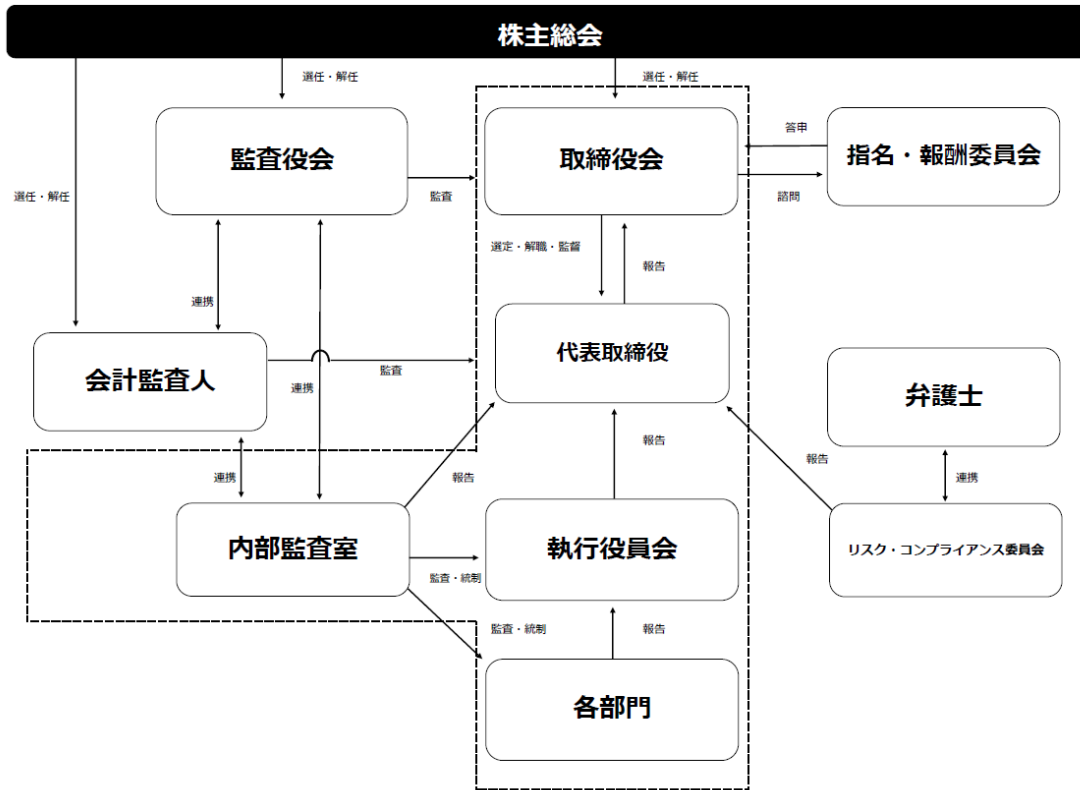 株主総会
選任・解任
選任・解任
監査役会
取締役会
答申
指名・報酬委員会
選任・解任
監査
諮問
選定・解職・監督
報告
連携
代表取締役
会計監査人
監査
連携
弁護士
報告
報告
報告
連携
連携
内部監査室
執行役員会
リスク・コンプライアンス委員会
監査・統制
監査・統制
報告
各部門